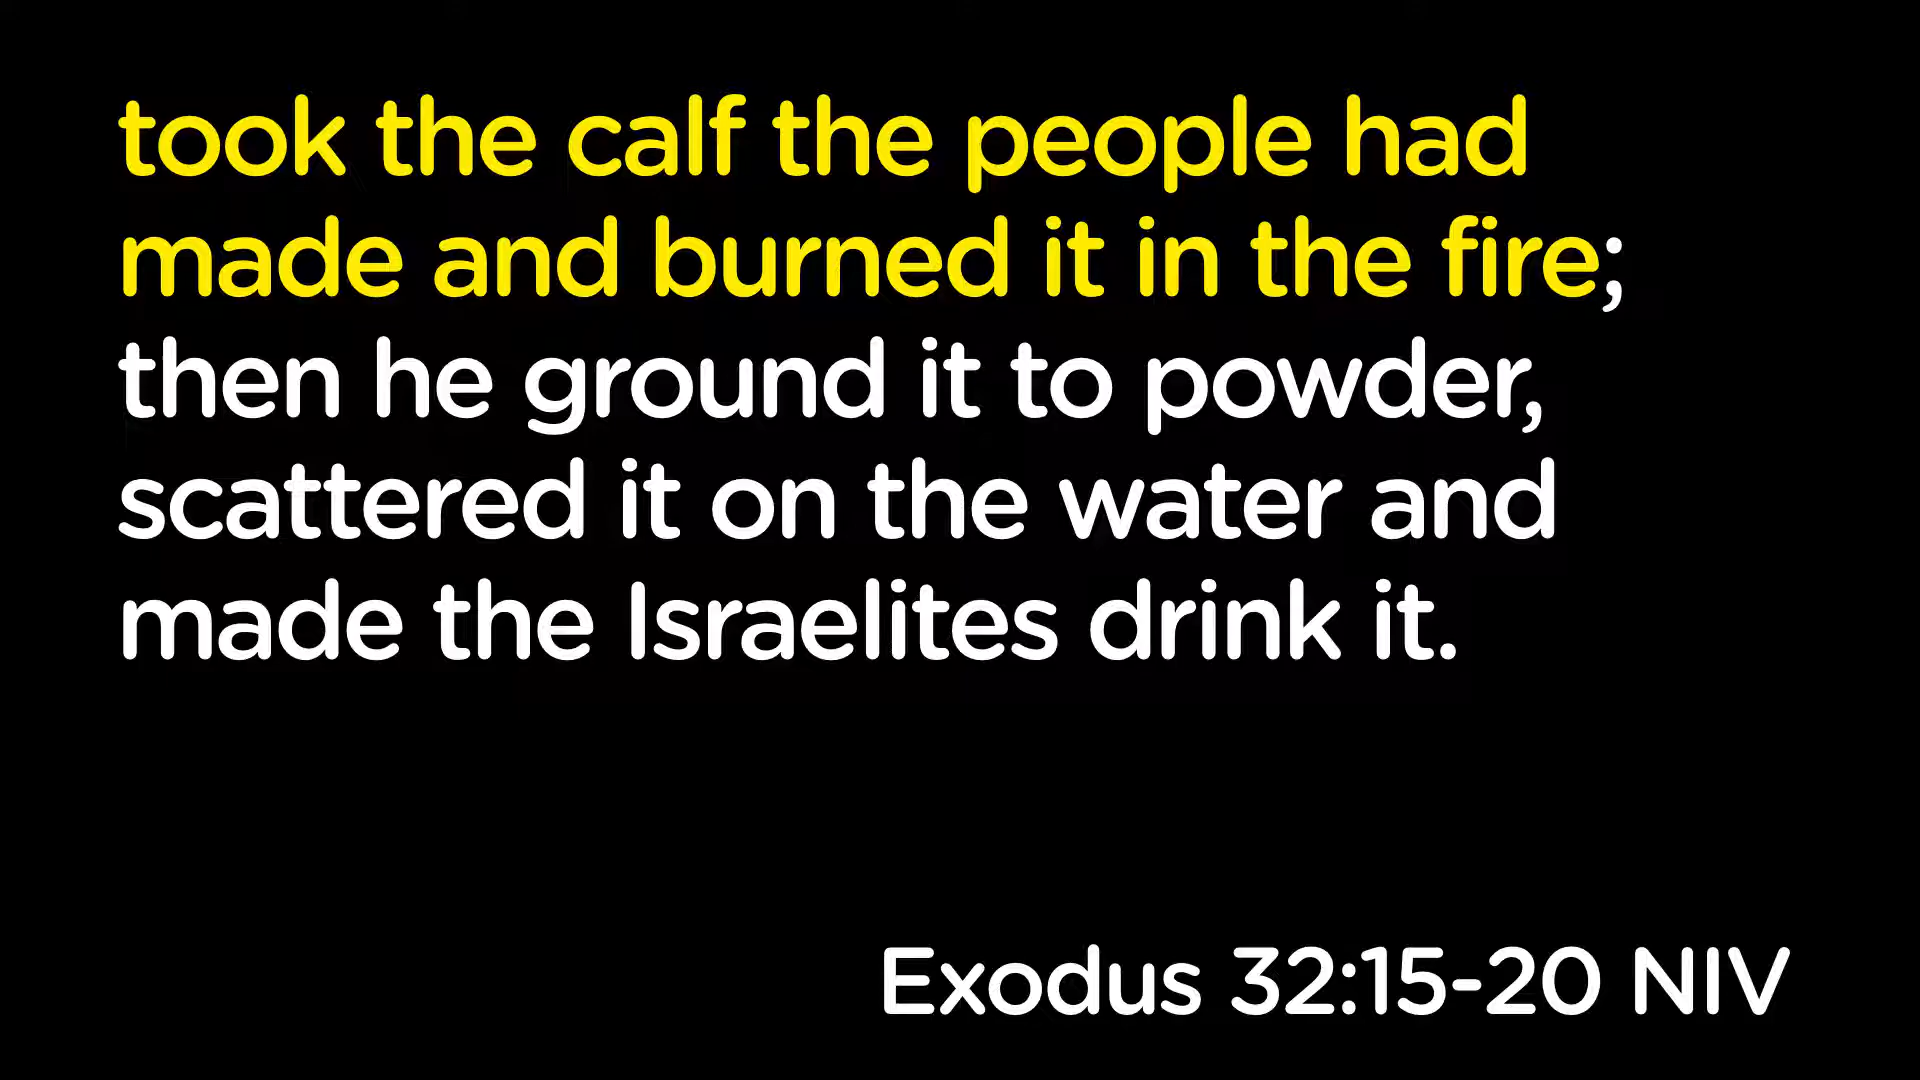 took the calf the people had
made and burned it in the fire;
then he ground it to powder,
scattered it on the water and
made the Israelites drink it.
Exodus 32:15-20 NIV